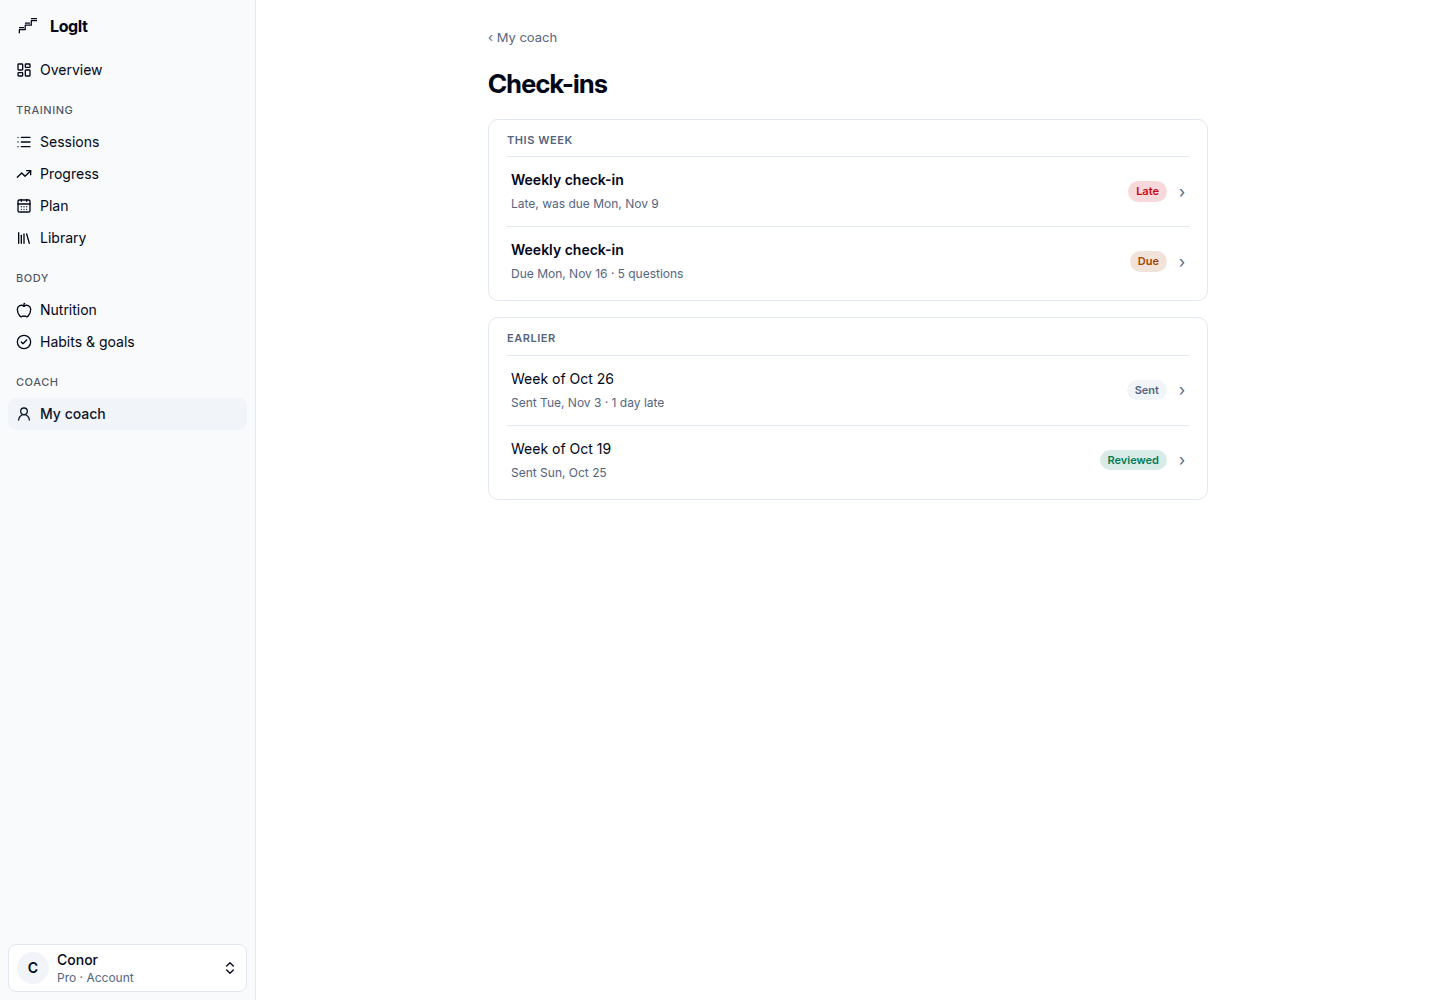 LogIt
Overview
TRAINING
Sessions
Progress
Plan
Library
BODY
Nutrition
Habits & goals
COACH
My coach
C
Conor
Pro · Account
‹ My coach
Check-ins
THIS WEEK
Weekly check-in
Late, was due Mon, Nov 9
Late
Weekly check-in
Due Mon, Nov 16 · 5 questions
Due
EARLIER
Week of Oct 26
Sent Tue, Nov 3 · 1 day late
Sent
Week of Oct 19
Sent Sun, Oct 25
Reviewed